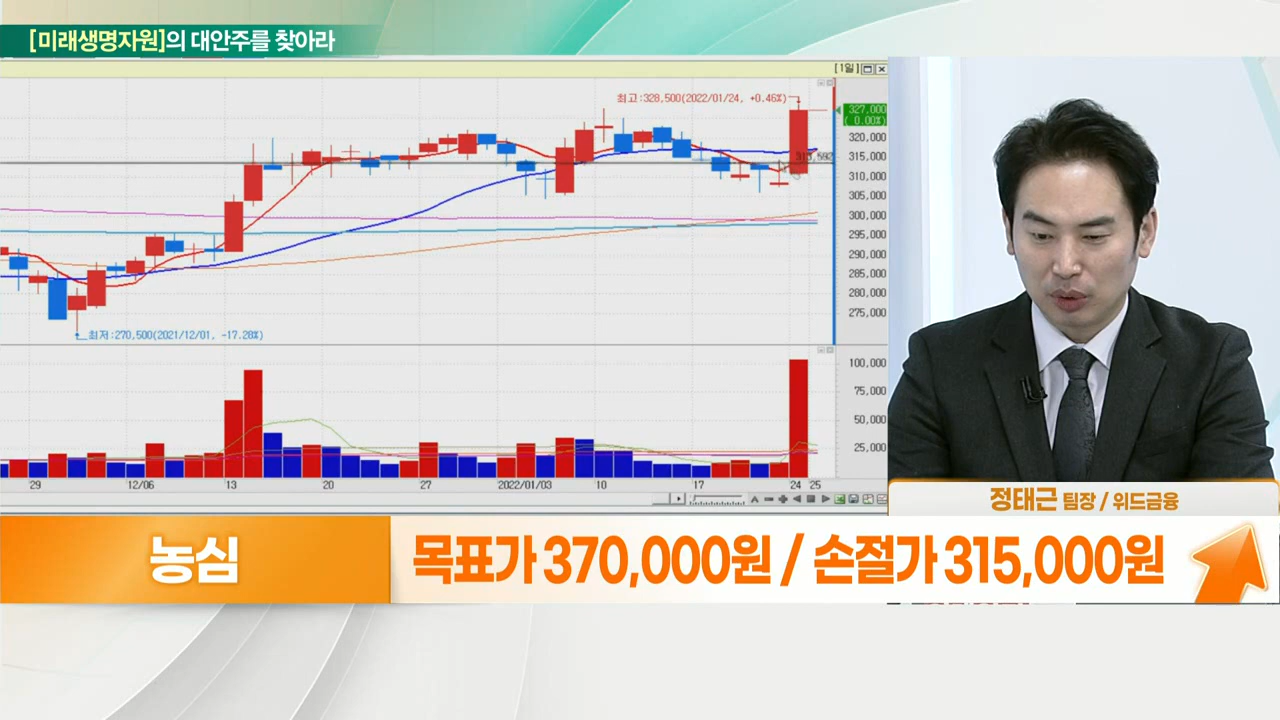 [미래생명자원]의 대안주를 찾아라
[1일]
최고:328,500(2022/01/24, +0.46%)
327,000
( 0.00%)
320,000
315,000
313,592
310,000
305,000
300,000
295,000
290,000
285,000
280,000
275,000
최저:270,500(2021/12/01, -17.28%)
100,000
75,000
50,000
25,000
29 12/06 13 20 27 2022/01/03 10 17 24 25
정태근 팀장 / 위드금융
농심
목표가 370,000원 / 손절가 315,000원